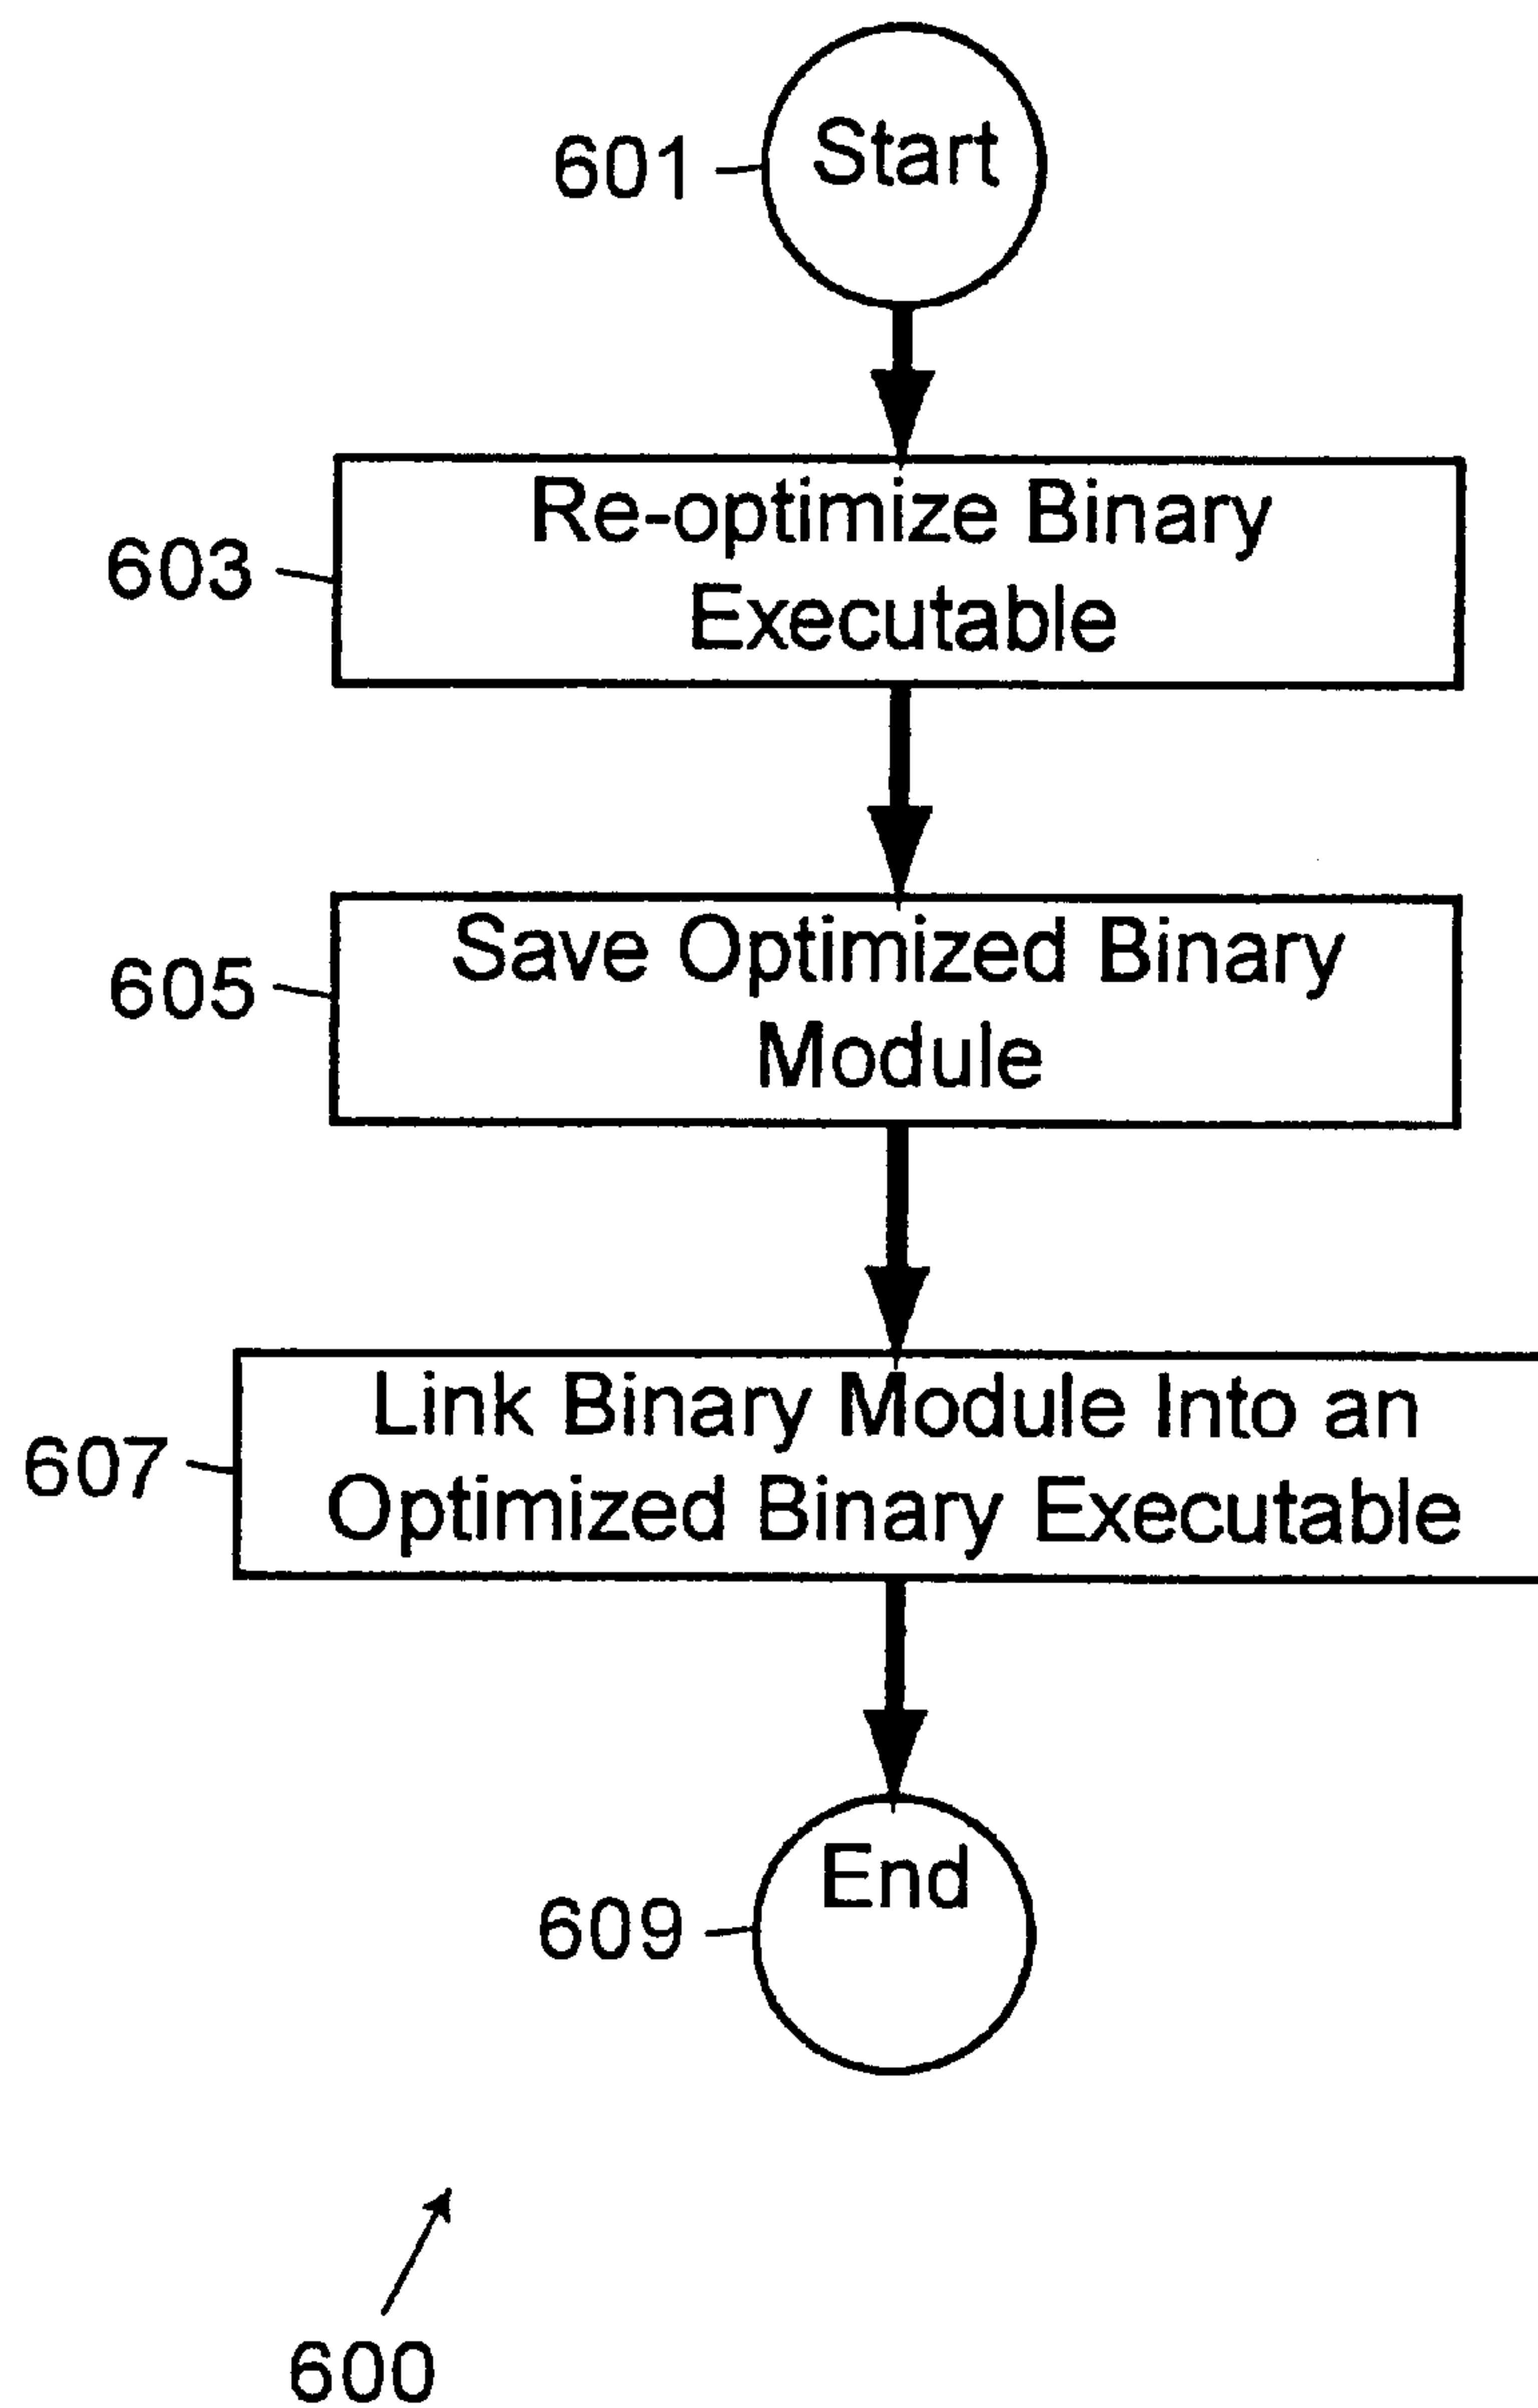 601
Start
603
Re-optimize Binary
Executable
605
Save Optimized Binary
Module
607
Link Binary Module Into an
Optimized Binary Executable
609
End
600